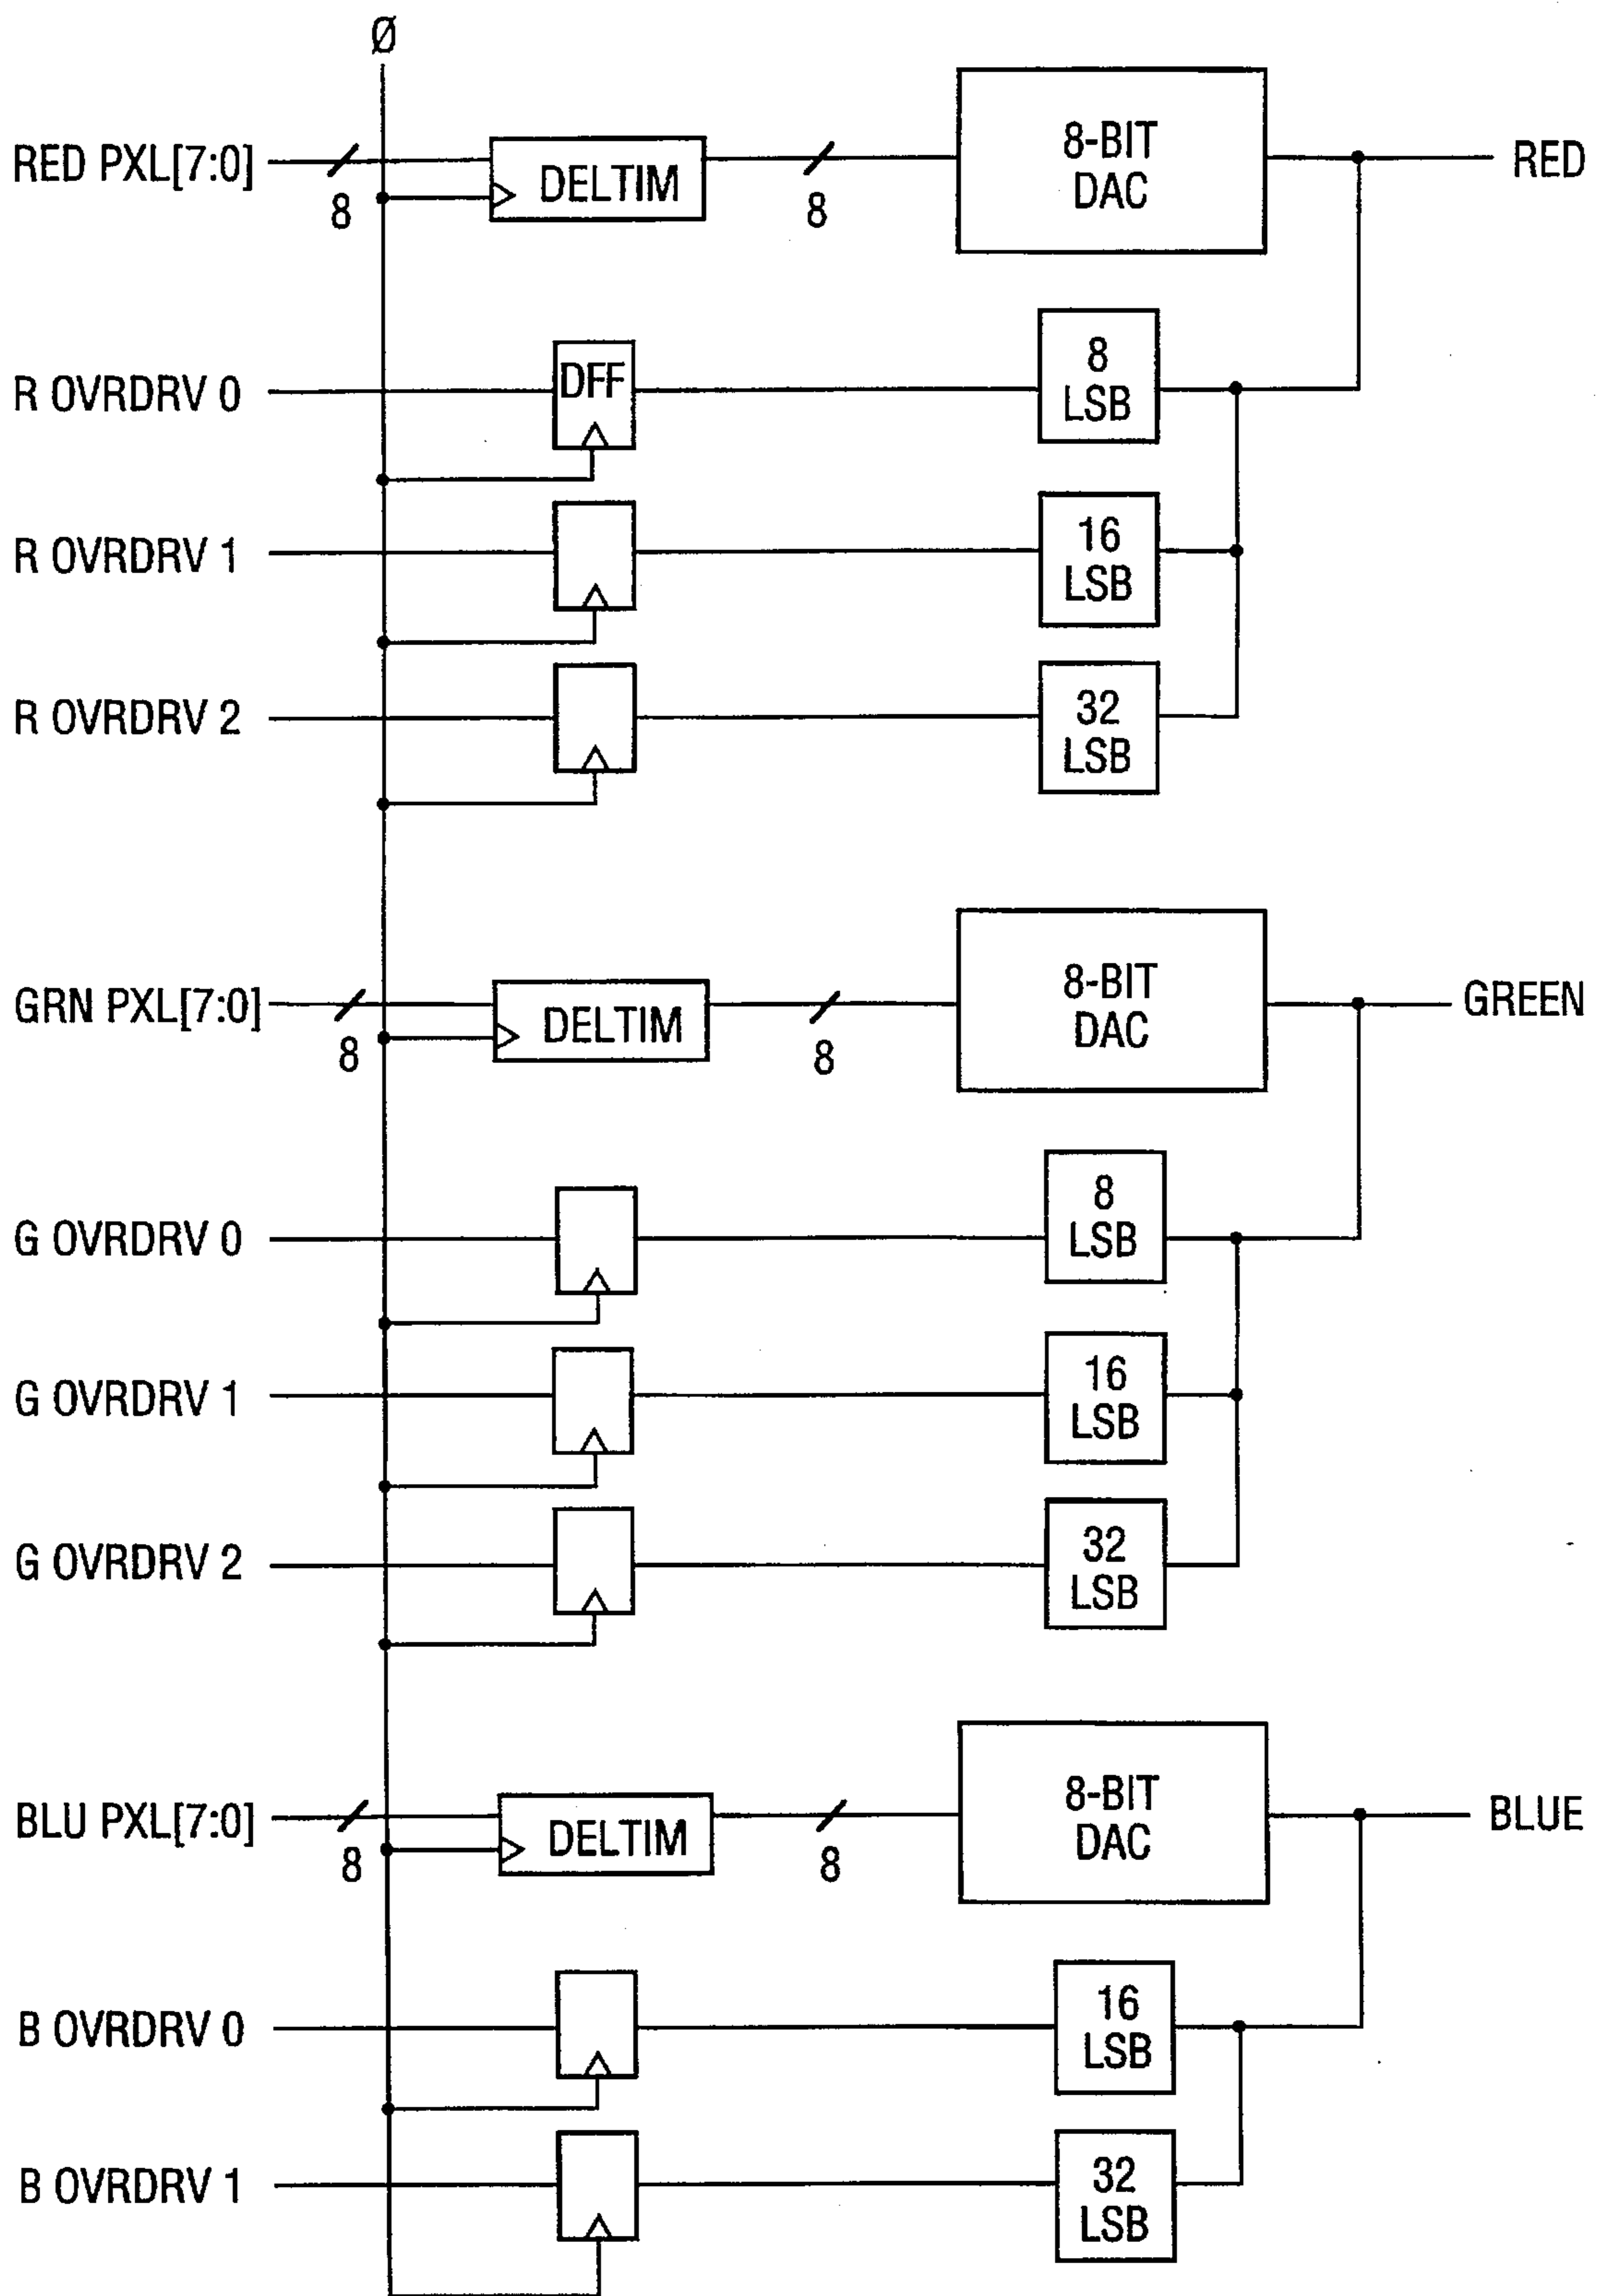 Ø
RED PXL[7:0]
8
DELTIM
8
8-BIT
DAC
RED
R OVRDRV 0
DFF
8
LSB
R OVRDRV 1
16
LSB
R OVRDRV 2
32
LSB
GRN PXL[7:0]
8
DELTIM
8
8-BIT
DAC
GREEN
G OVRDRV 0
8
LSB
G OVRDRV 1
16
LSB
G OVRDRV 2
32
LSB
BLU PXL[7:0]
8
DELTIM
8
8-BIT
DAC
BLUE
B OVRDRV 0
16
LSB
B OVRDRV 1
32
LSB